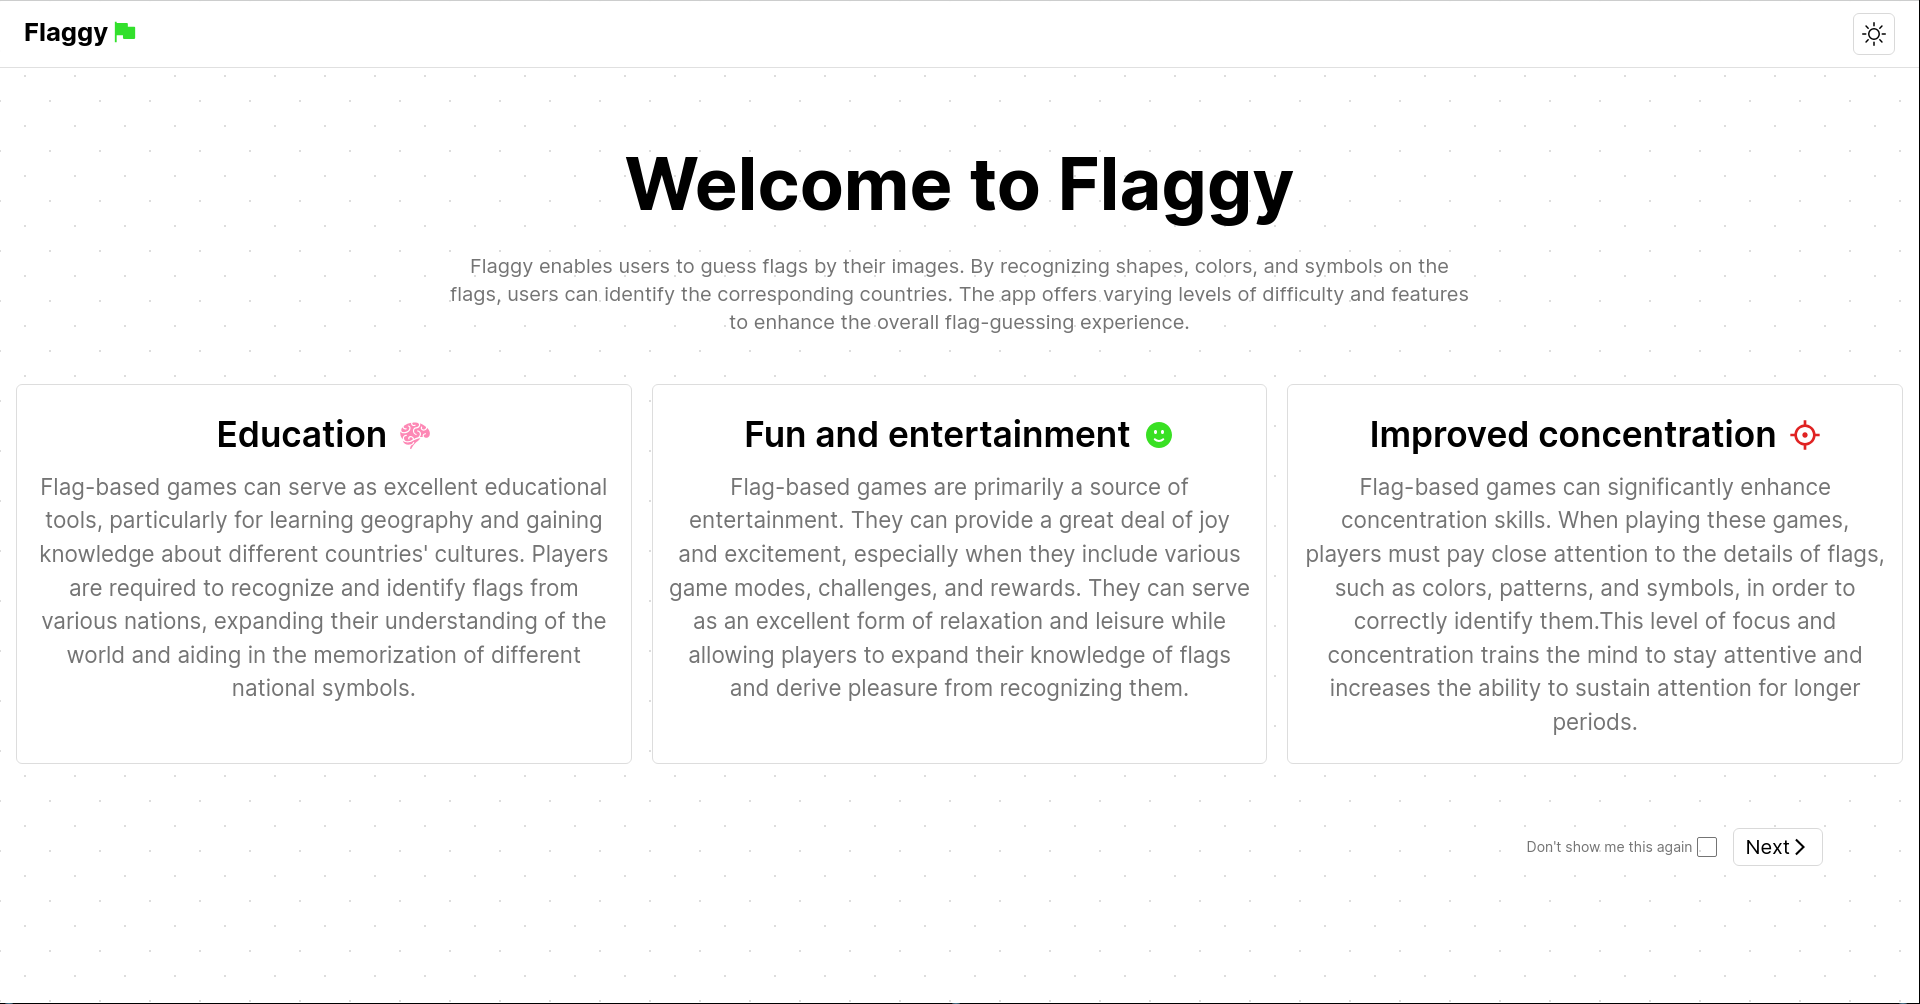 Flaggy
Welcome to Flaggy
Flaggy enables users to guess flags by their images. By recognizing shapes, colors, and symbols on the
flags, users can identify the corresponding countries. The app offers varying levels of difficulty and features
to enhance the overall flag-guessing experience.
Education
Flag-based games can serve as excellent educational
tools, particularly for learning geography and gaining
knowledge about different countries' cultures. Players
are required to recognize and identify flags from
various nations, expanding their understanding of the
world and aiding in the memorization of different
national symbols.
Fun and entertainment
Flag-based games are primarily a source of
entertainment. They can provide a great deal of joy
and excitement, especially when they include various
game modes, challenges, and rewards. They can serve
as an excellent form of relaxation and leisure while
allowing players to expand their knowledge of flags
and derive pleasure from recognizing them.
Improved concentration
Flag-based games can significantly enhance
concentration skills. When playing these games,
players must pay close attention to the details of flags,
such as colors, patterns, and symbols, in order to
correctly identify them.This level of focus and
concentration trains the mind to stay attentive and
increases the ability to sustain attention for longer
periods.
Don't show me this again
Next